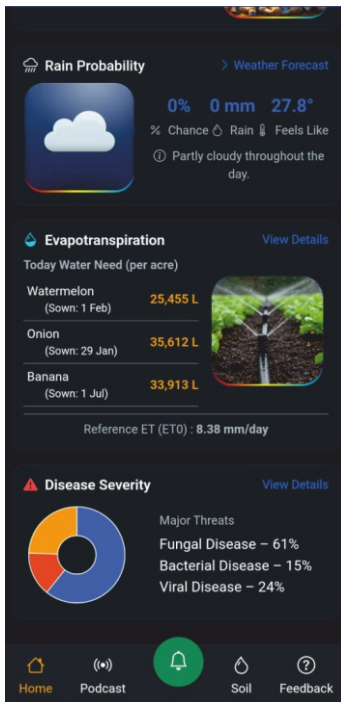 Rain Probability
> Weather Forecast
0% 0 mm 27.8°
% Chance Rain Feels Like
Partly cloudy throughout the
day.
Evapotranspiration
View Details
Today Water Need (per acre)
Watermelon
(Sown: 1 Feb)
25,455 L
Onion
(Sown: 29 Jan)
35,612 L
Banana
(Sown: 1 Jul)
33,913 L
Reference ET (ET0) : 8.38 mm/day
Disease Severity
View Details
Major Threats
Fungal Disease – 61%
Bacterial Disease – 15%
Viral Disease – 24%
Home
Podcast
Soil
Feedback